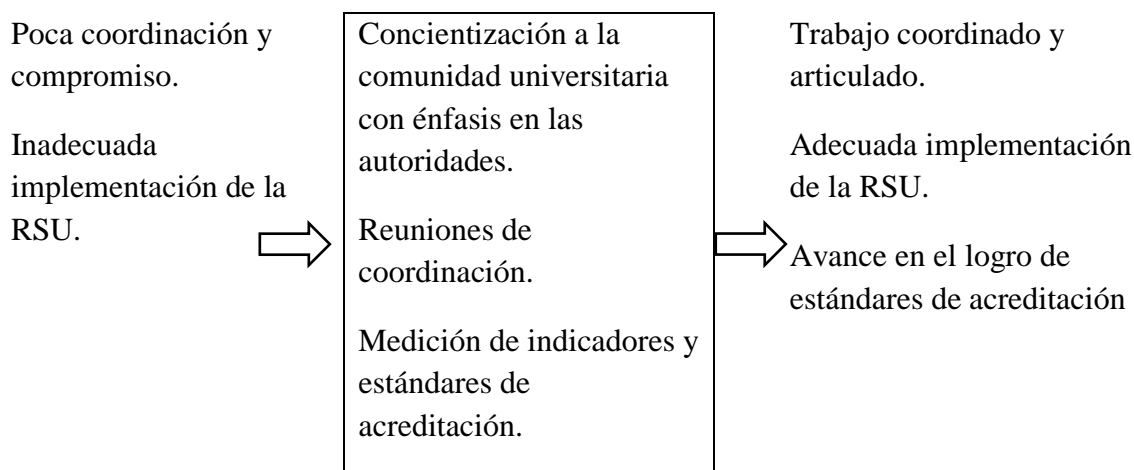 Poca coordinación y
compromiso.
Inadecuada
implementación de la
RSU.
Concientización a la
comunidad universitaria
con énfasis en las
autoridades.
Reuniones de
coordinación.
Medición de indicadores y
estándares de
acreditación.
Trabajo coordinado y
articulado.
Adecuada implementación
de la RSU.
Avance en el logro de
estándares de acreditación